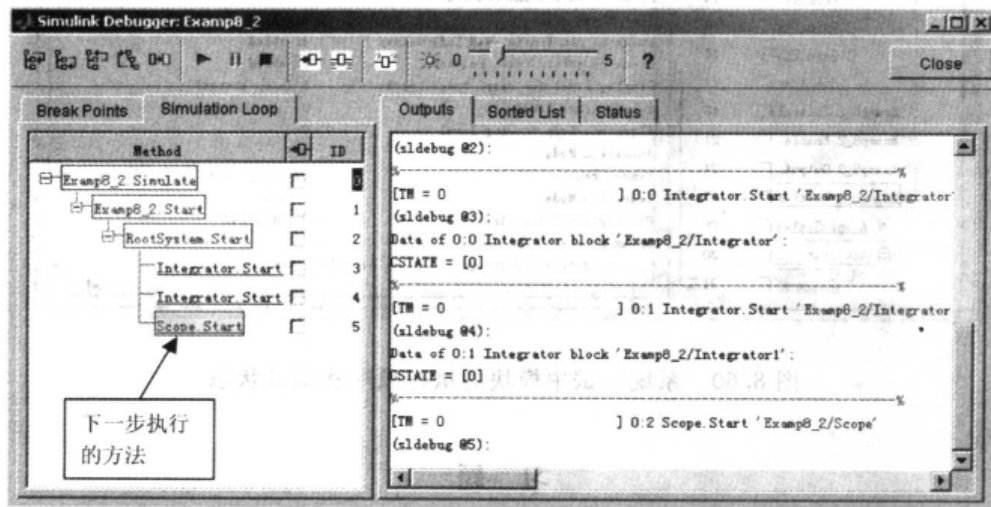 Simulink Debugger: Examp8_2
0 5 ? Close
Break Points Simulation Loop
Method ID
Examp8_2.Simulate 0
Examp8_2.Start 1
RootSystem.Start 2
Integrator.Start 3
Integrator.Start 4
Scope.Start 5
下一步执行
的方法
Outputs Sorted List Status
(sldebug @2):
%----------------------------------------------------------------%
[TM = 0 ] 0:0 Integrator.Start 'Examp8_2/Integrator
(sldebug @3):
Data of 0:0 Integrator block 'Examp8_2/Integrator':
CSTATE = [0]
%----------------------------------------------------------------%
[TM = 0 ] 0:1 Integrator.Start 'Examp8_2/Integrator
(sldebug @4):
Data of 0:1 Integrator block 'Examp8_2/Integrator1':
CSTATE = [0]
%----------------------------------------------------------------%
[TM = 0 ] 0:2 Scope.Start 'Examp8_2/Scope'
(sldebug @5):